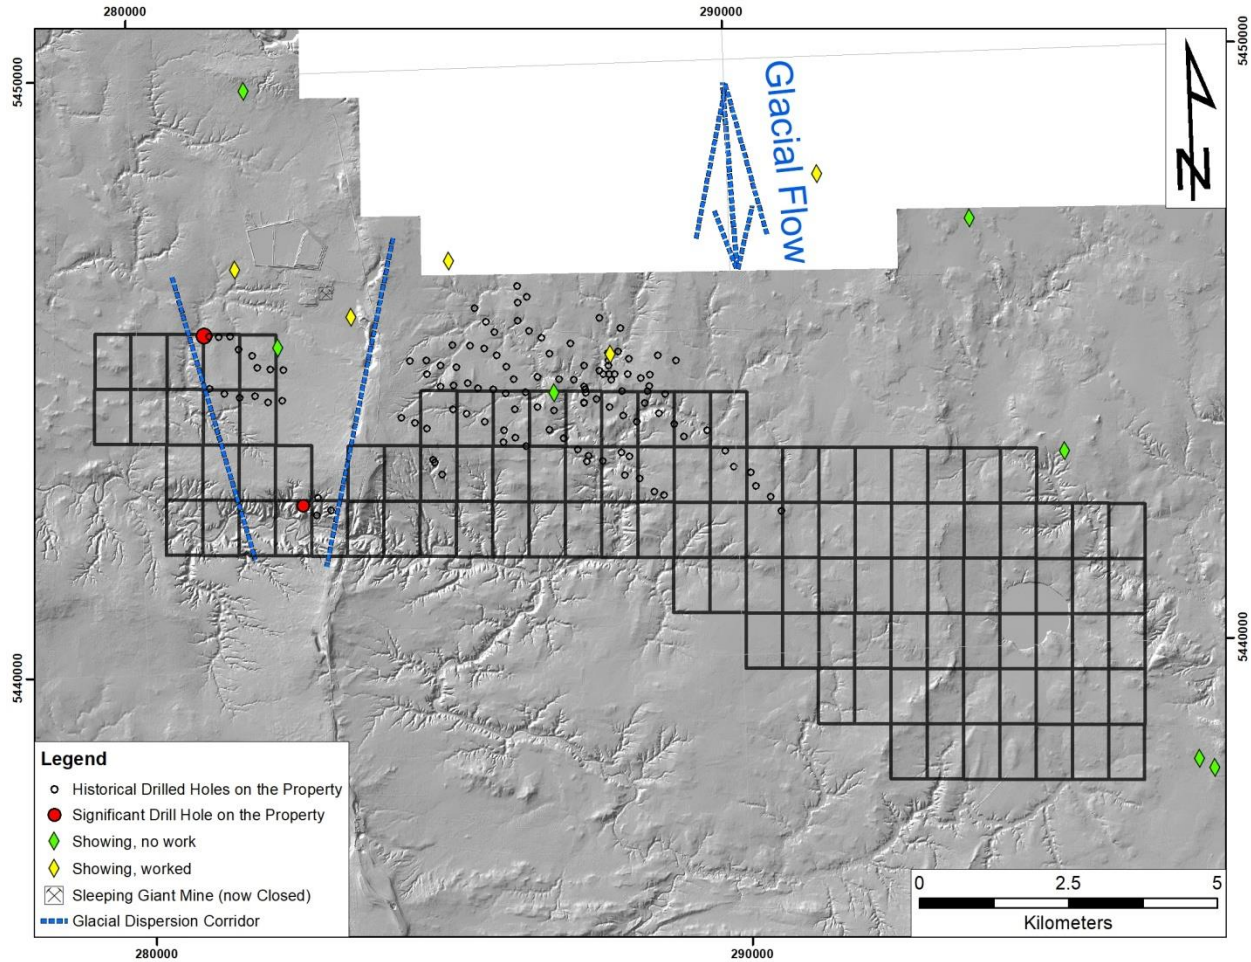 280000
290000
5450000
5450000
Glacial Flow
N
5440000
5440000
Legend
Historical Drilled Holes on the Property
Significant Drill Hole on the Property
Showing, no work
Showing, worked
Sleeping Giant Mine (now Closed)
Glacial Dispersion Corridor
0
2.5
5
Kilometers
280000
290000